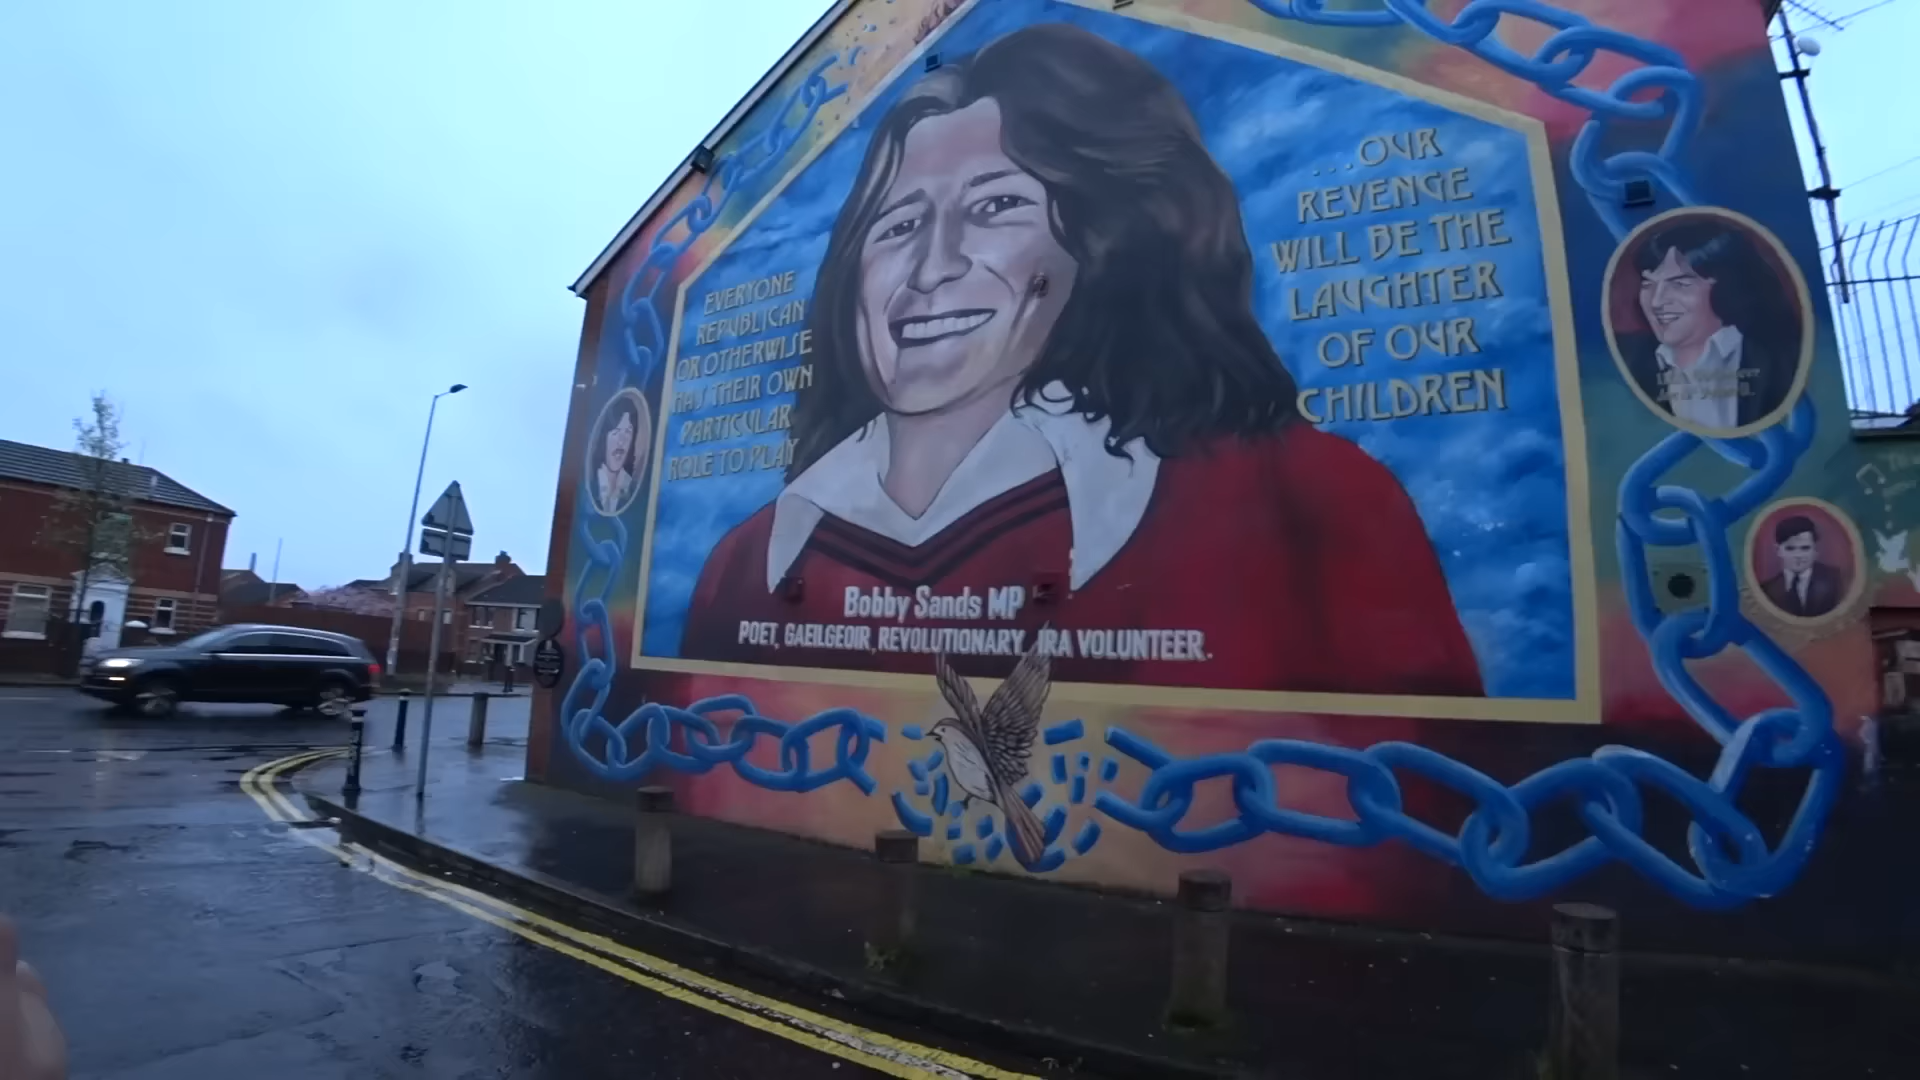 EVERYONE
REPUBLICAN
OR OTHERWISE
HAS THEIR OWN
PARTICULAR
ROLE TO PLAY
...OUR
REVENGE
WILL BE THE
LAUGHTER
OF OUR
CHILDREN
Bobby Sands MP
POET, GAEILGEOIR, REVOLUTIONARY, IRA VOLUNTEER.